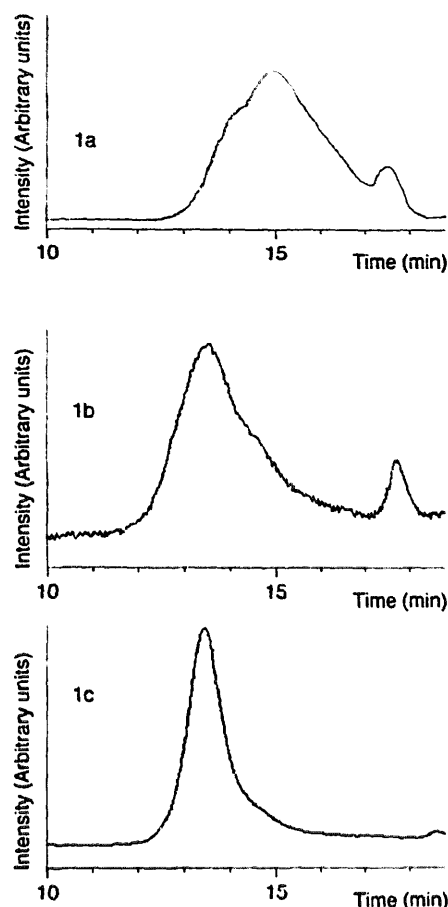 Intensity (Arbitrary units)
1a
10
15
Time (min)
Intensity (Arbitrary units)
1b
10
15
Time (min)
Intensity (Arbitrary units)
1c
10
15
Time (min)